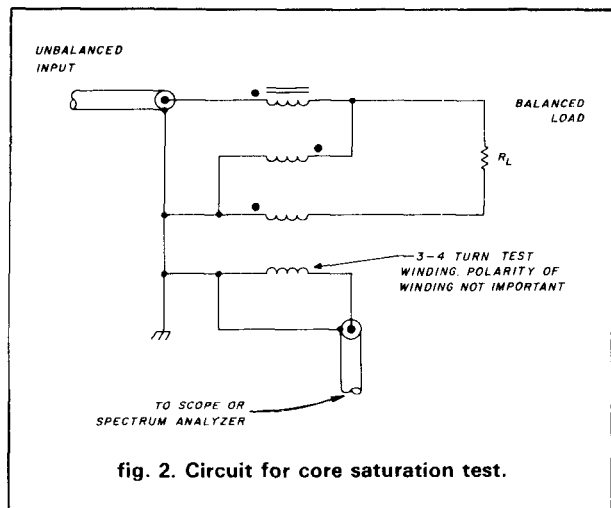 UNBALANCED
INPUT
BALANCED
LOAD
RL
3-4 TURN TEST
WINDING. POLARITY OF
WINDING NOT IMPORTANT
TO SCOPE OR
SPECTRUM ANALYZER
fig. 2. Circuit for core saturation test.